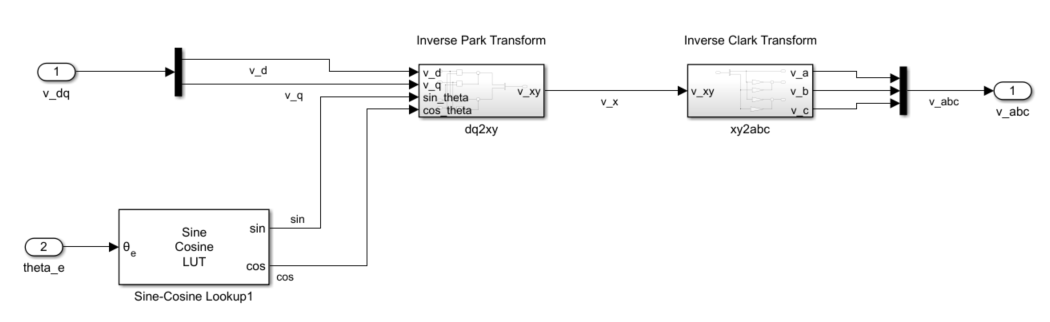 Inverse Park Transform
Inverse Clark Transform
1
v_dq
v_d
v_q
v_d
v_q
sin_theta
cos_theta
v_xy
dq2xy
v_x
v_xy
v_a
v_b
v_c
xy2abc
v_abc
1
v_abc
2
theta_e
θe
Sine
Cosine
LUT
sin
cos
sin
cos
Sine-Cosine Lookup1